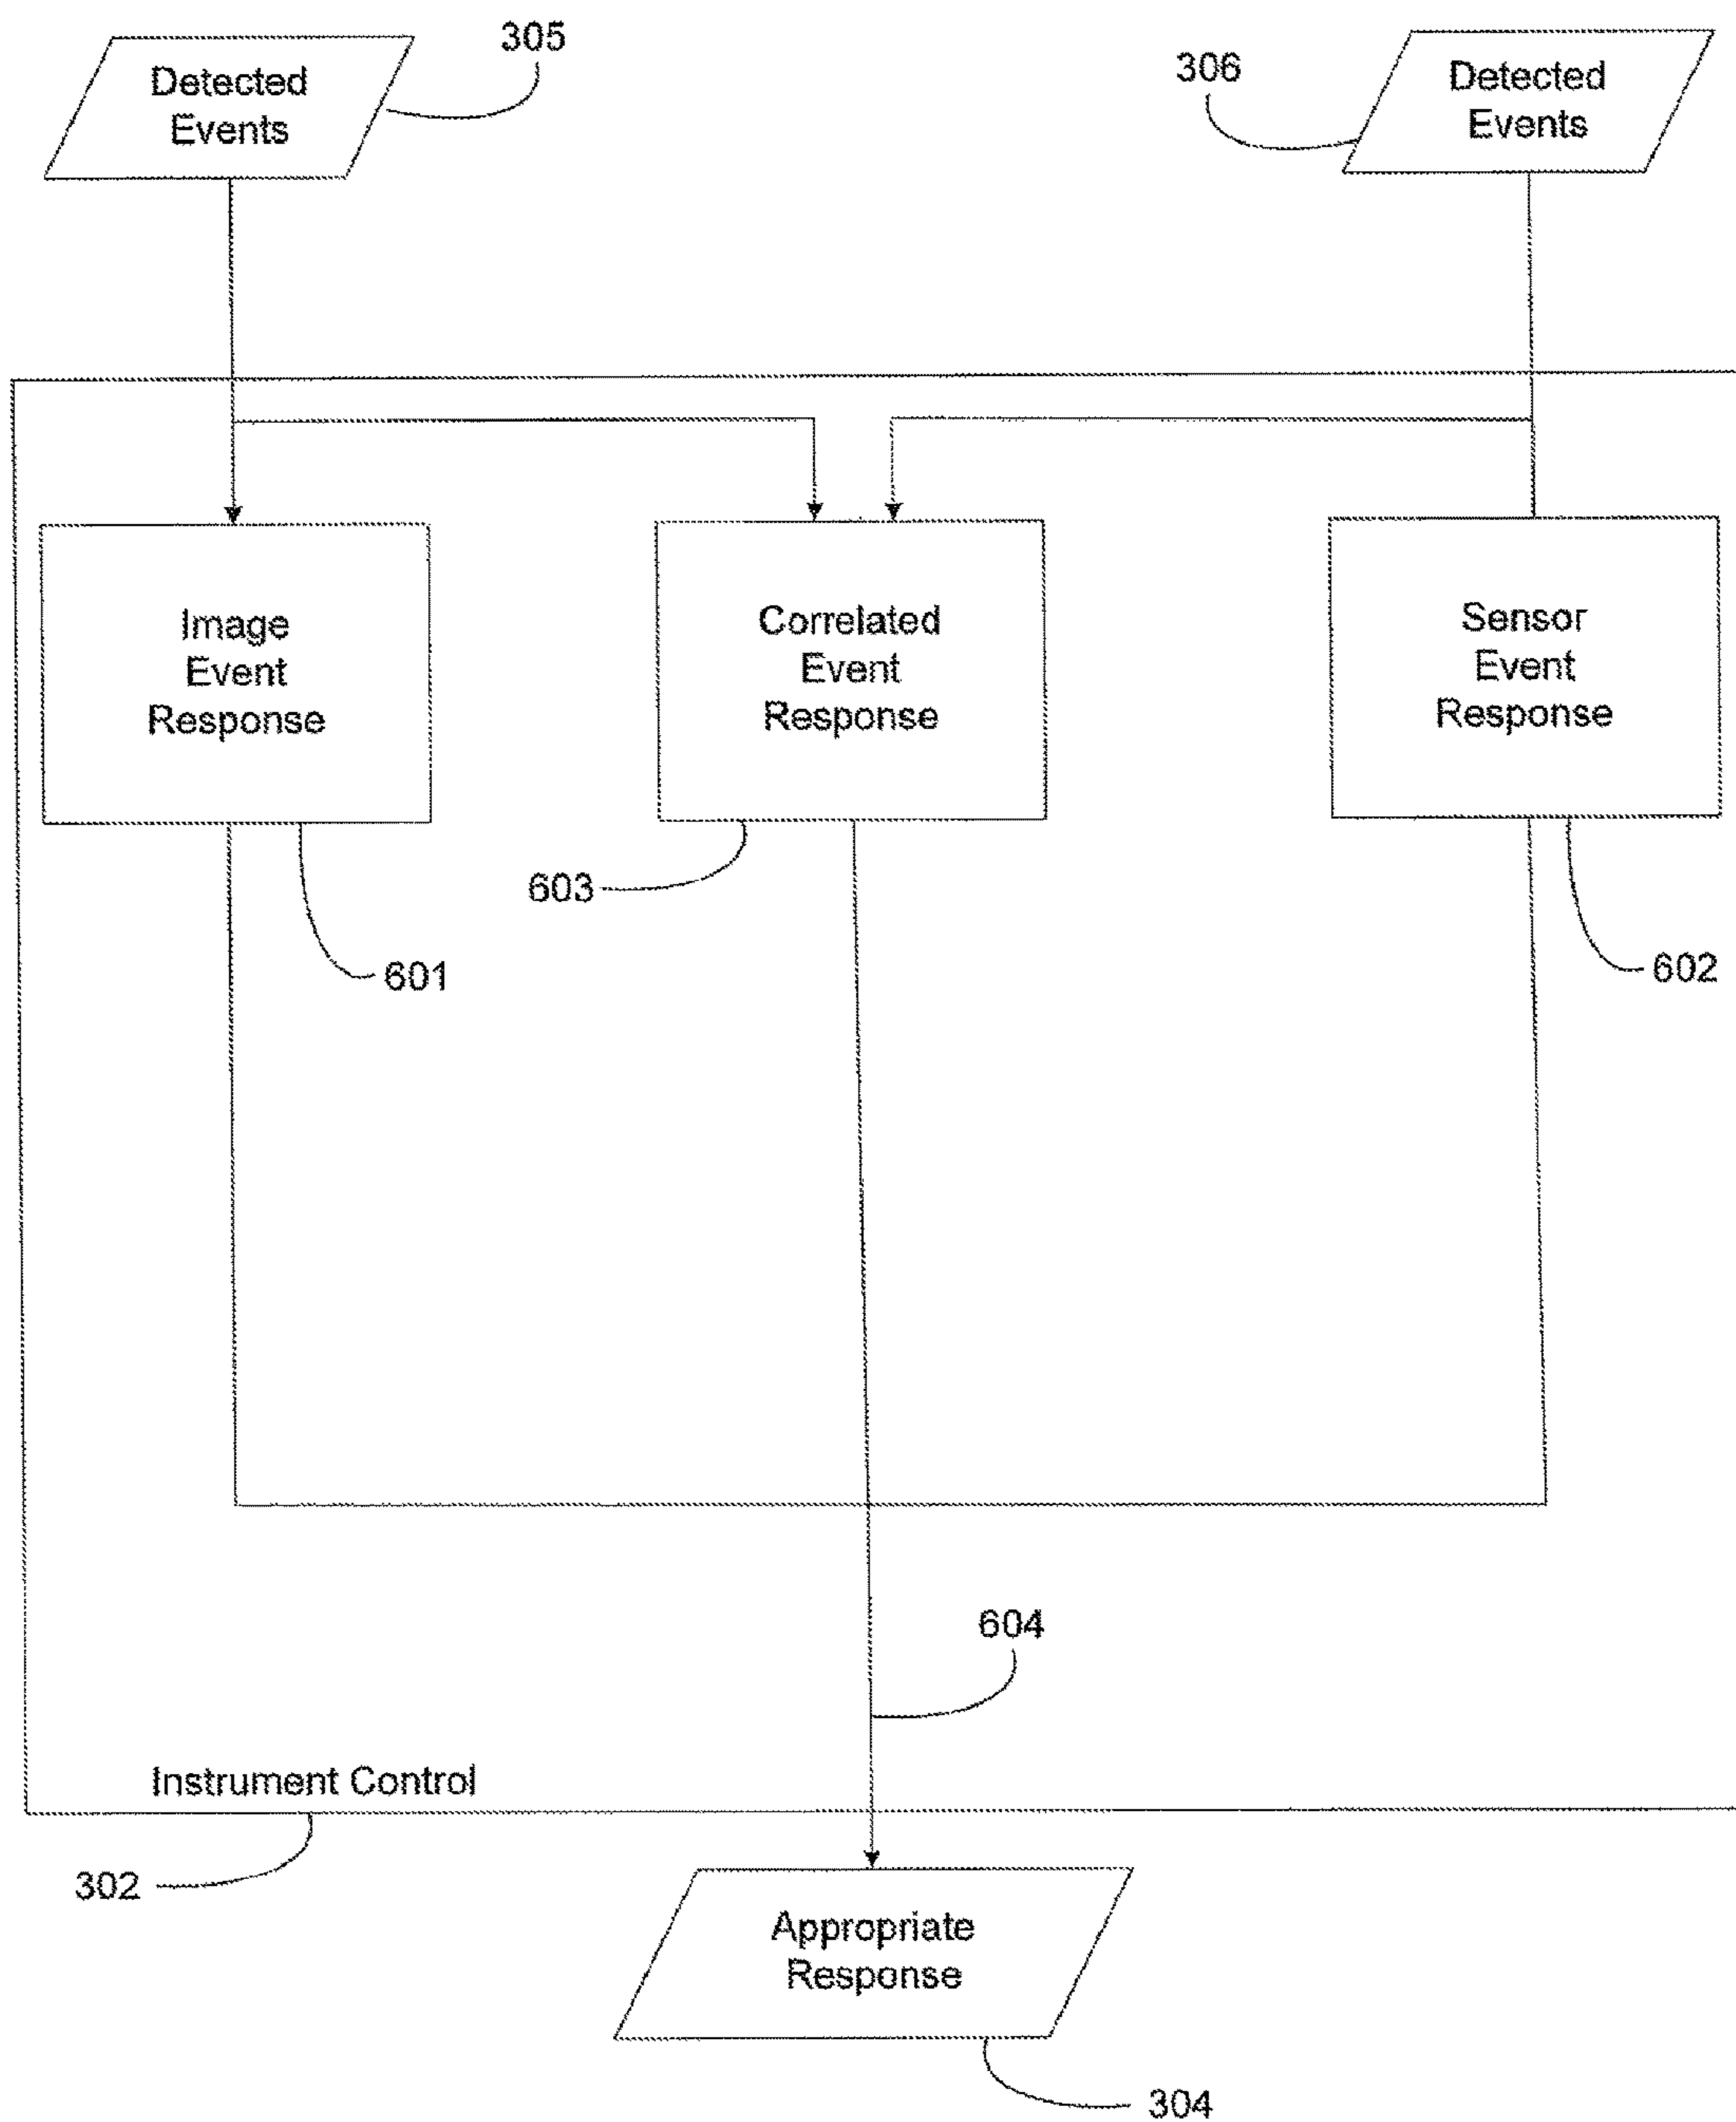 305
Detected
Events
306
Detected
Events
Image
Event
Response
Correlated
Event
Response
Sensor
Event
Response
603
601
602
604
Instrument Control
302
Appropriate
Response
304